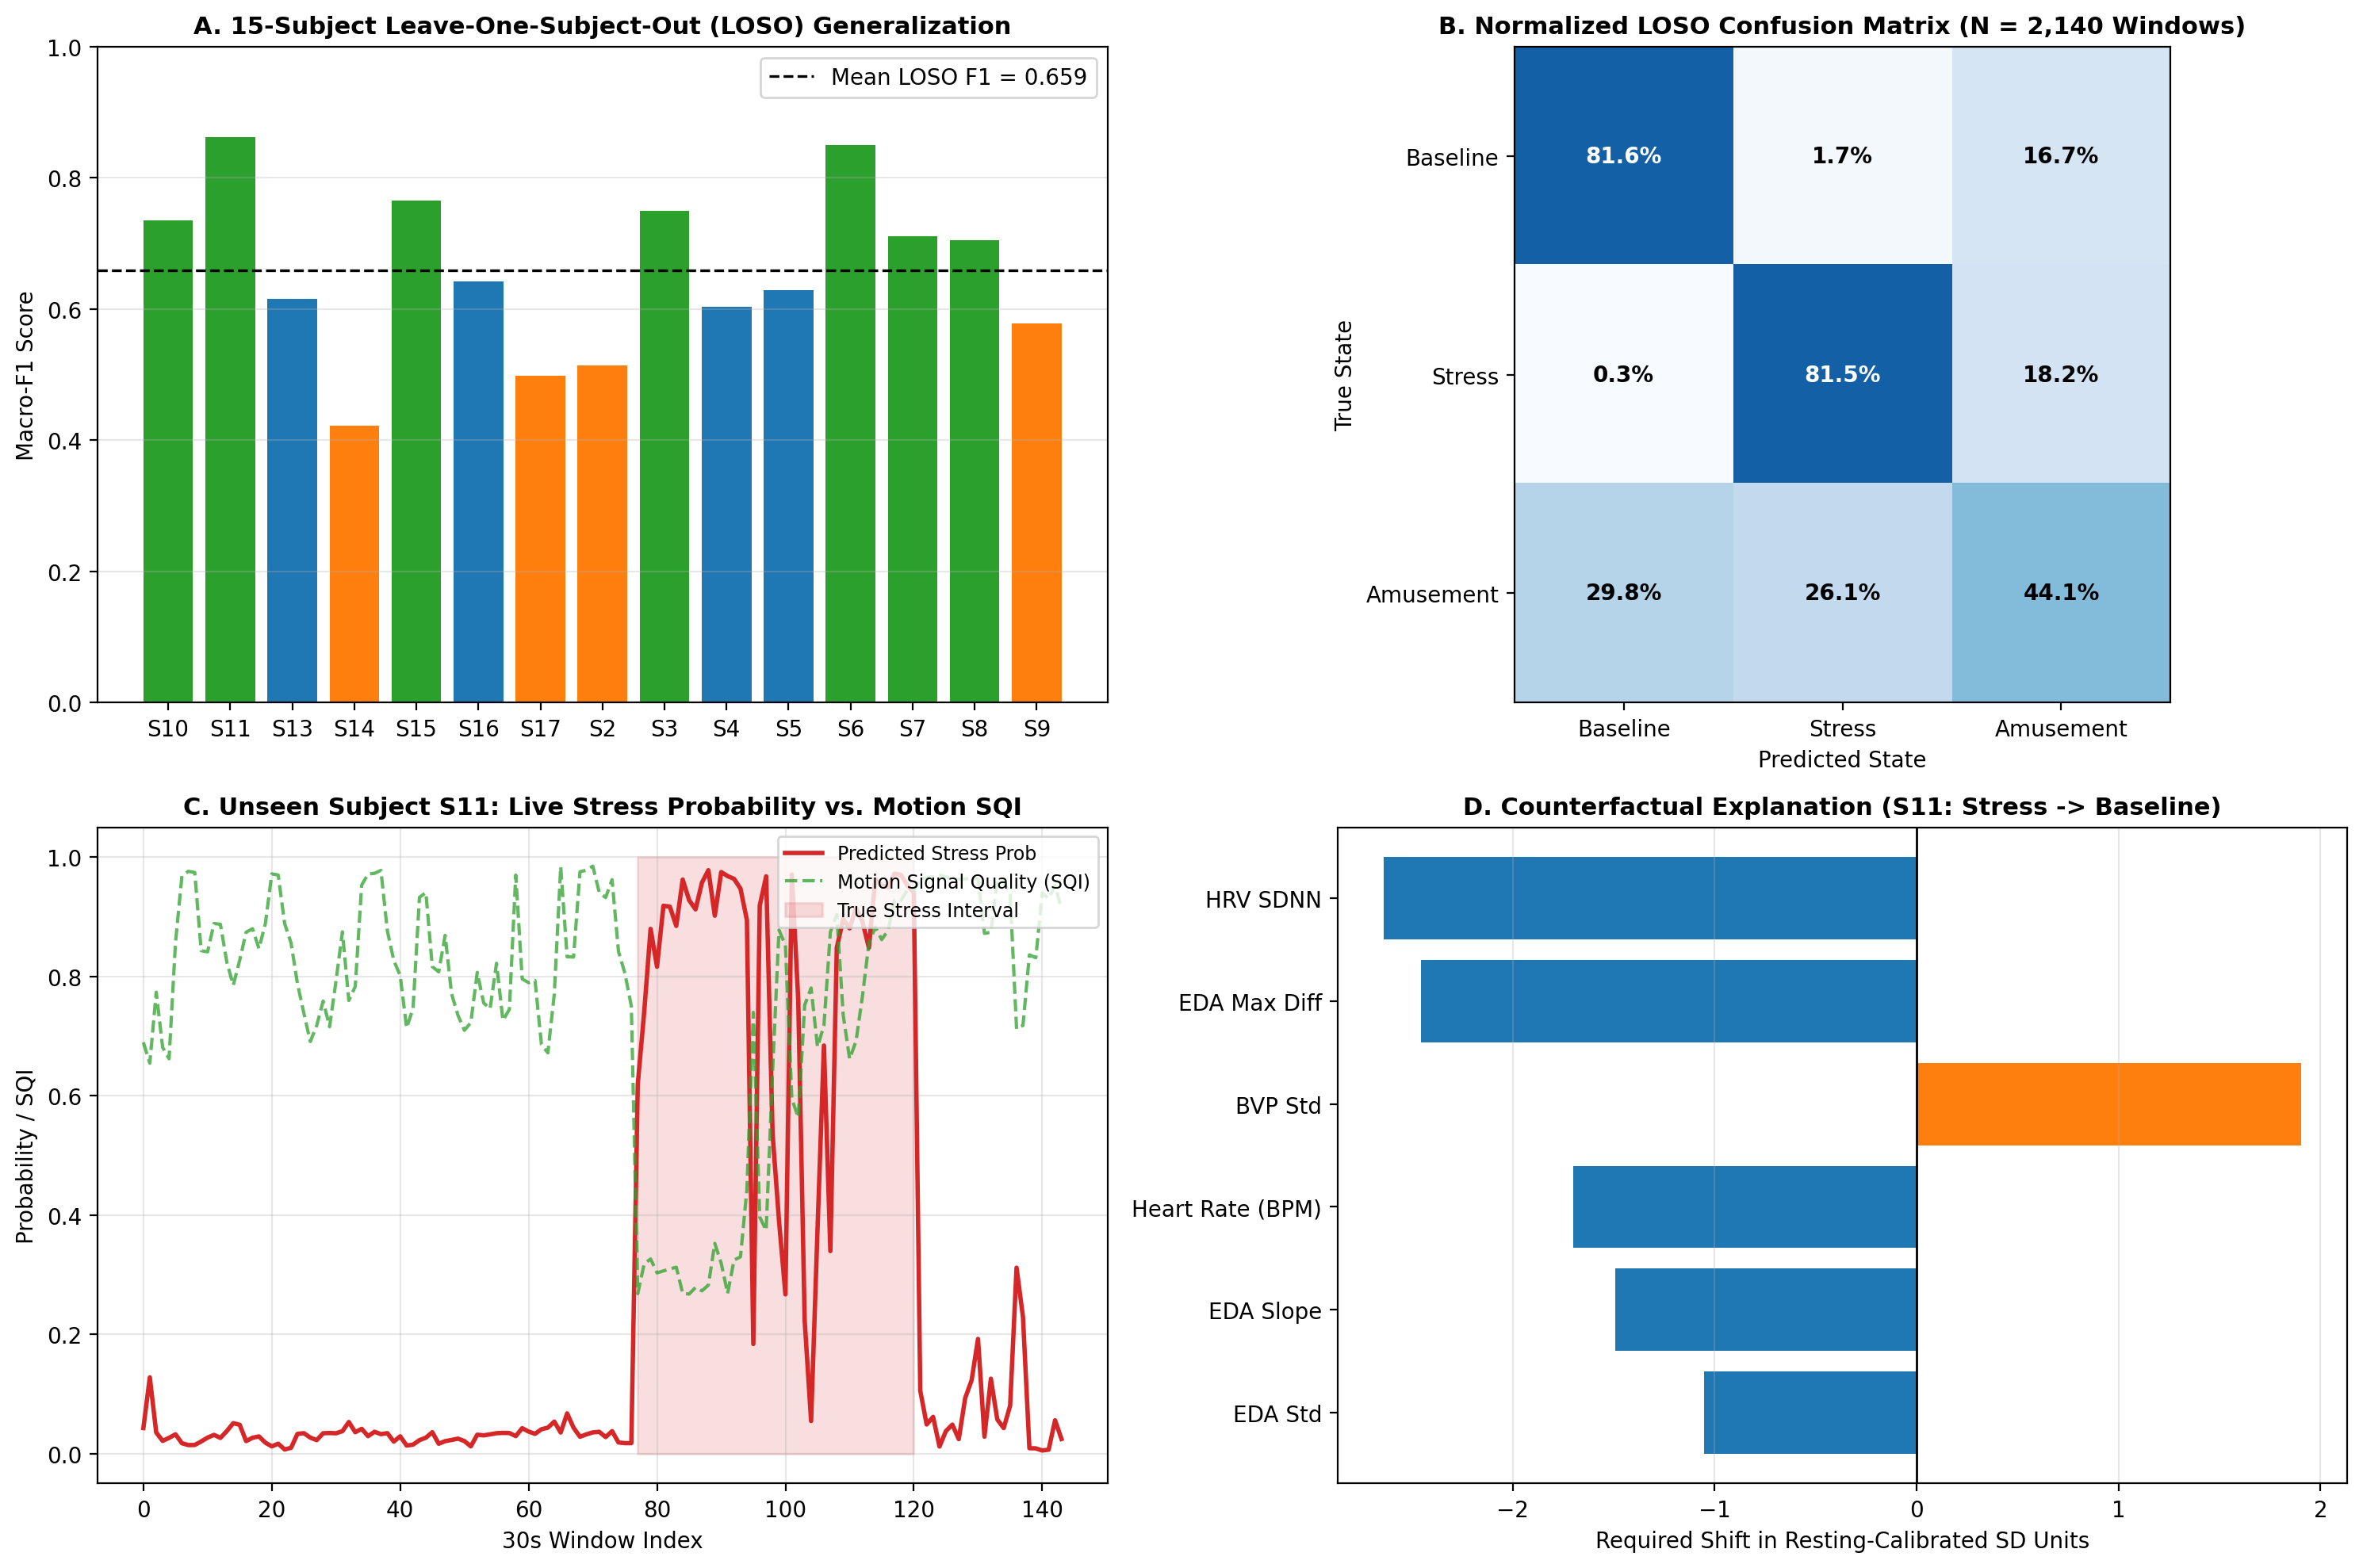 A. 15-Subject Leave-One-Subject-Out (LOSO) Generalization
Macro-F1 Score
1.0
0.8
0.6
0.4
0.2
0.0
Mean LOSO F1 = 0.659
S10 S11 S13 S14 S15 S16 S17 S2 S3 S4 S5 S6 S7 S8 S9
B. Normalized LOSO Confusion Matrix (N = 2,140 Windows)
True State
Baseline 81.6% 1.7% 16.7%
Stress 0.3% 81.5% 18.2%
Amusement 29.8% 26.1% 44.1%
Baseline Stress Amusement
Predicted State
C. Unseen Subject S11: Live Stress Probability vs. Motion SQI
Probability / SQI
1.0
0.8
0.6
0.4
0.2
0.0
Predicted Stress Prob
Motion Signal Quality (SQI)
True Stress Interval
0 20 40 60 80 100 120 140
30s Window Index
D. Counterfactual Explanation (S11: Stress -> Baseline)
HRV SDNN
EDA Max Diff
BVP Std
Heart Rate (BPM)
EDA Slope
EDA Std
−2 −1 0 1 2
Required Shift in Resting-Calibrated SD Units